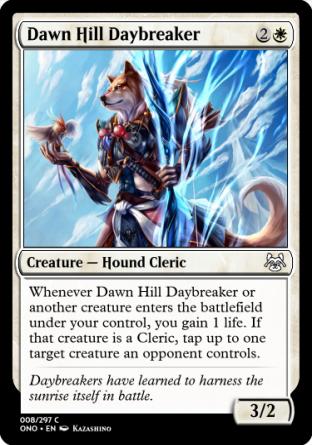 Dawn Hill Daybreaker 2
Creature — Hound Cleric
Whenever Dawn Hill Daybreaker or
another creature enters the battlefield
under your control, you gain 1 life. If
that creature is a Cleric, tap up to one
target creature an opponent controls.
Daybreakers have learned to harness the
sunrise itself in battle.
3/2
008/297 C
ONO • EN Kazashino